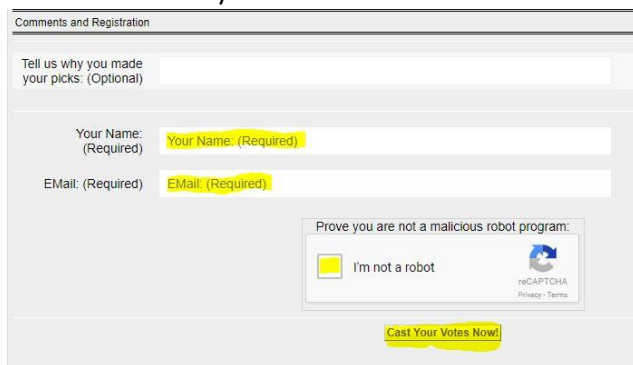 Comments and Registration
Tell us why you made
your picks: (Optional)
Your Name:
(Required)
Your Name: (Required)
EMail: (Required)
EMail: (Required)
Prove you are not a malicious robot program:
I'm not a robot
reCAPTCHA
Privacy - Terms
Cast Your Votes Now!